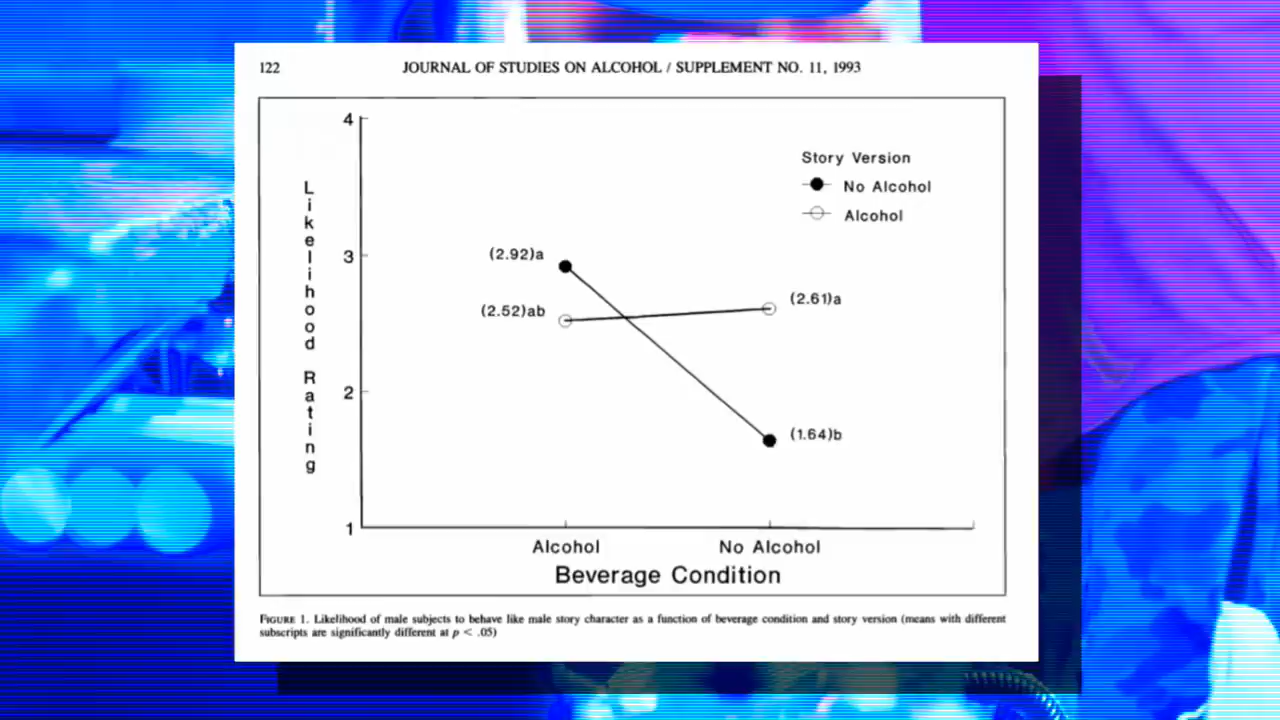 122 JOURNAL OF STUDIES ON ALCOHOL / SUPPLEMENT NO. 11, 1993
4
Story Version
No Alcohol
Alcohol
Likelihood Rating
(2.92)a
3
(2.61)a
(2.52)ab
2
(1.64)b
1
Alcohol No Alcohol
Beverage Condition
FIGURE 1. Likelihood of male subjects to behave like male story character as a function of beverage condition and story version (means with different
subscripts are significantly different at p < .05)